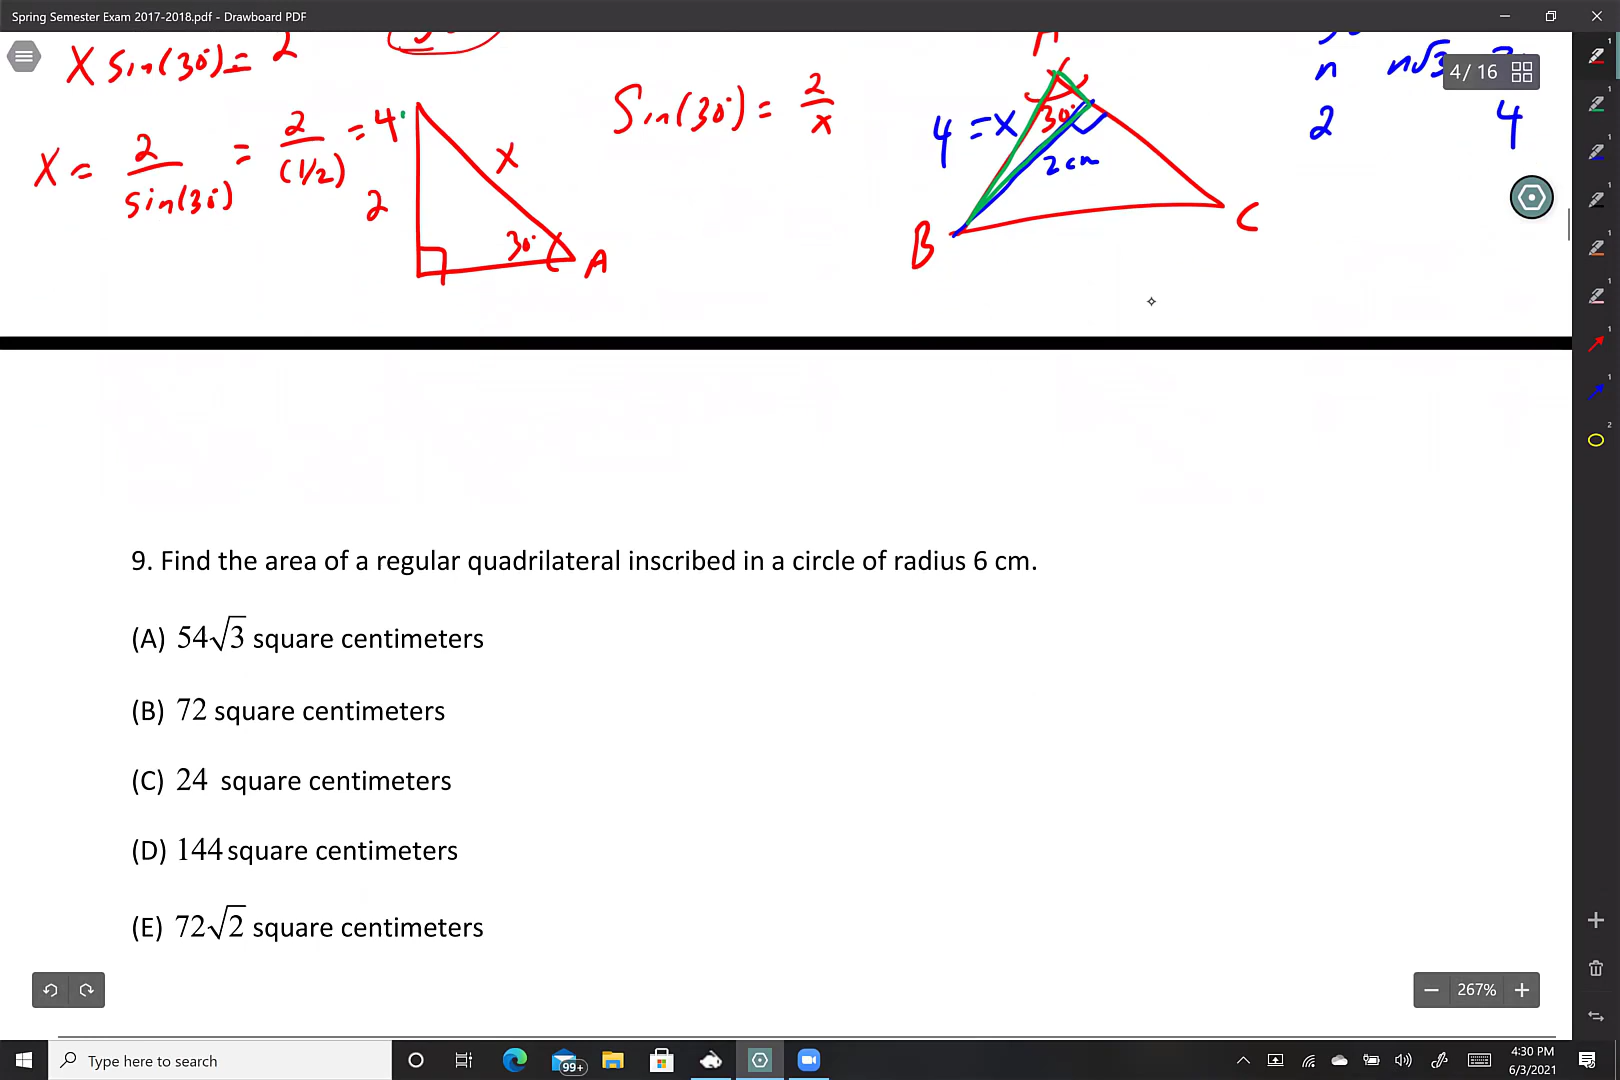 Spring Semester Exam 2017-2018.pdf - Drawboard PDF
X sin(30°) = 2
X = 2 / sin(30°) = 2 / (1/2) = 4
2
X
30°
A
Sin(30°) = 2 / x
4 = X
30°
2 cm
B
C
n n√3
2 4
4 / 16
9. Find the area of a regular quadrilateral inscribed in a circle of radius 6 cm.
(A) 54√3 square centimeters
(B) 72 square centimeters
(C) 24 square centimeters
(D) 144 square centimeters
(E) 72√2 square centimeters
267%
Type here to search
99+
4:30 PM
6/3/2021